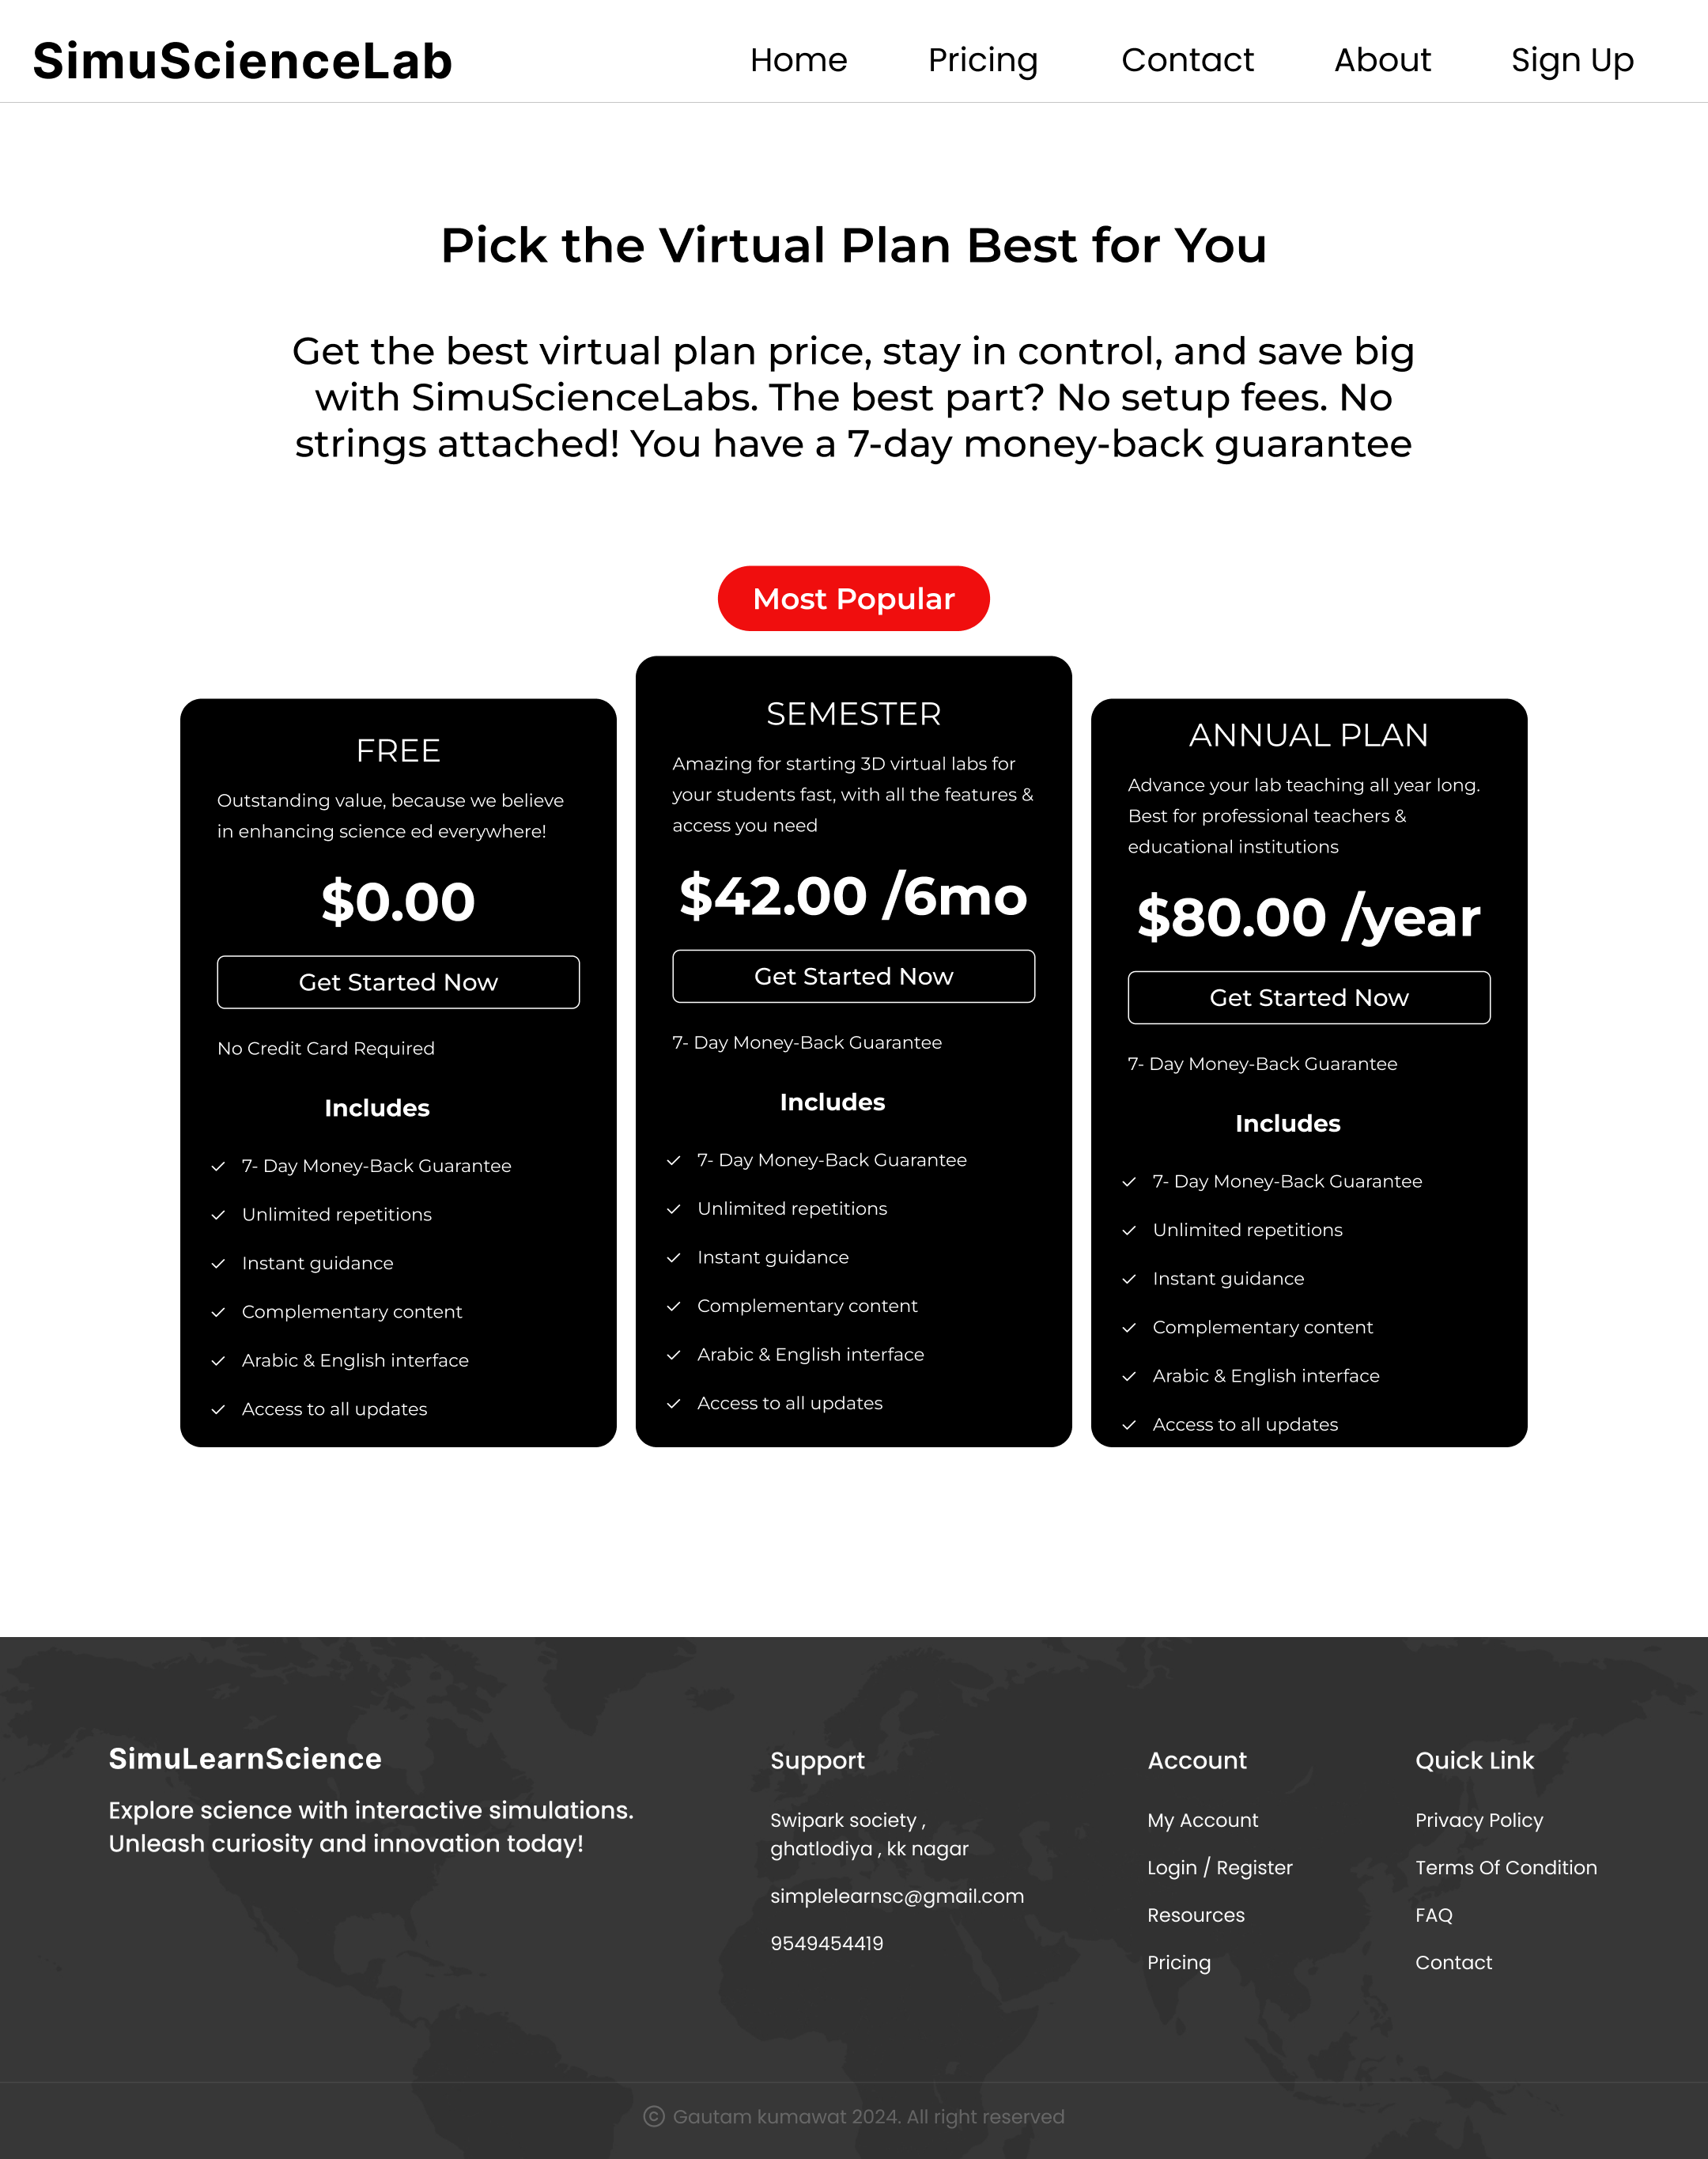 SimuScienceLab
Home
Pricing
Contact
About
Sign Up
Pick the Virtual Plan Best for You
Get the best virtual plan price, stay in control, and save big
with SimuScienceLabs. The best part? No setup fees. No
strings attached! You have a 7-day money-back guarantee
Most Popular
FREE
Outstanding value, because we believe
in enhancing science ed everywhere!
$0.00
Get Started Now
No Credit Card Required
Includes
7- Day Money-Back Guarantee
Unlimited repetitions
Instant guidance
Complementary content
Arabic & English interface
Access to all updates
SEMESTER
Amazing for starting 3D virtual labs for
your students fast, with all the features &
access you need
$42.00 /6mo
Get Started Now
7- Day Money-Back Guarantee
Includes
7- Day Money-Back Guarantee
Unlimited repetitions
Instant guidance
Complementary content
Arabic & English interface
Access to all updates
ANNUAL PLAN
Advance your lab teaching all year long.
Best for professional teachers &
educational institutions
$80.00 /year
Get Started Now
7- Day Money-Back Guarantee
Includes
7- Day Money-Back Guarantee
Unlimited repetitions
Instant guidance
Complementary content
Arabic & English interface
Access to all updates
SimuLearnScience
Explore science with interactive simulations.
Unleash curiosity and innovation today!
Support
Swipark society ,
ghatlodiya , kk nagar
simplelearnsc@gmail.com
9549454419
Account
My Account
Login / Register
Resources
Pricing
Quick Link
Privacy Policy
Terms Of Condition
FAQ
Contact
© Gautam kumawat 2024. All right reserved